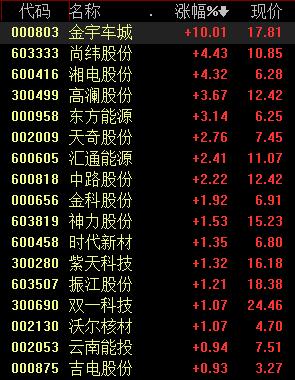 代码 名称 . 涨幅%↓ 现价
000803 金宇车城 +10.01 17.81
603333 尚纬股份 +4.43 10.85
600416 湘电股份 +4.32 6.28
300499 高澜股份 +3.67 12.42
000958 东方能源 +3.14 6.25
002009 天奇股份 +2.76 7.45
600605 汇通能源 +2.41 11.07
600818 中路股份 +2.22 12.42
000656 金科股份 +1.92 6.91
603819 神力股份 +1.53 15.23
600458 时代新材 +1.35 6.80
300280 紫天科技 +1.32 16.18
603507 振江股份 +1.21 18.38
300690 双一科技 +1.07 24.46
002130 沃尔核材 +1.07 4.70
002053 云南能投 +0.94 7.51
000875 吉电股份 +0.93 3.27